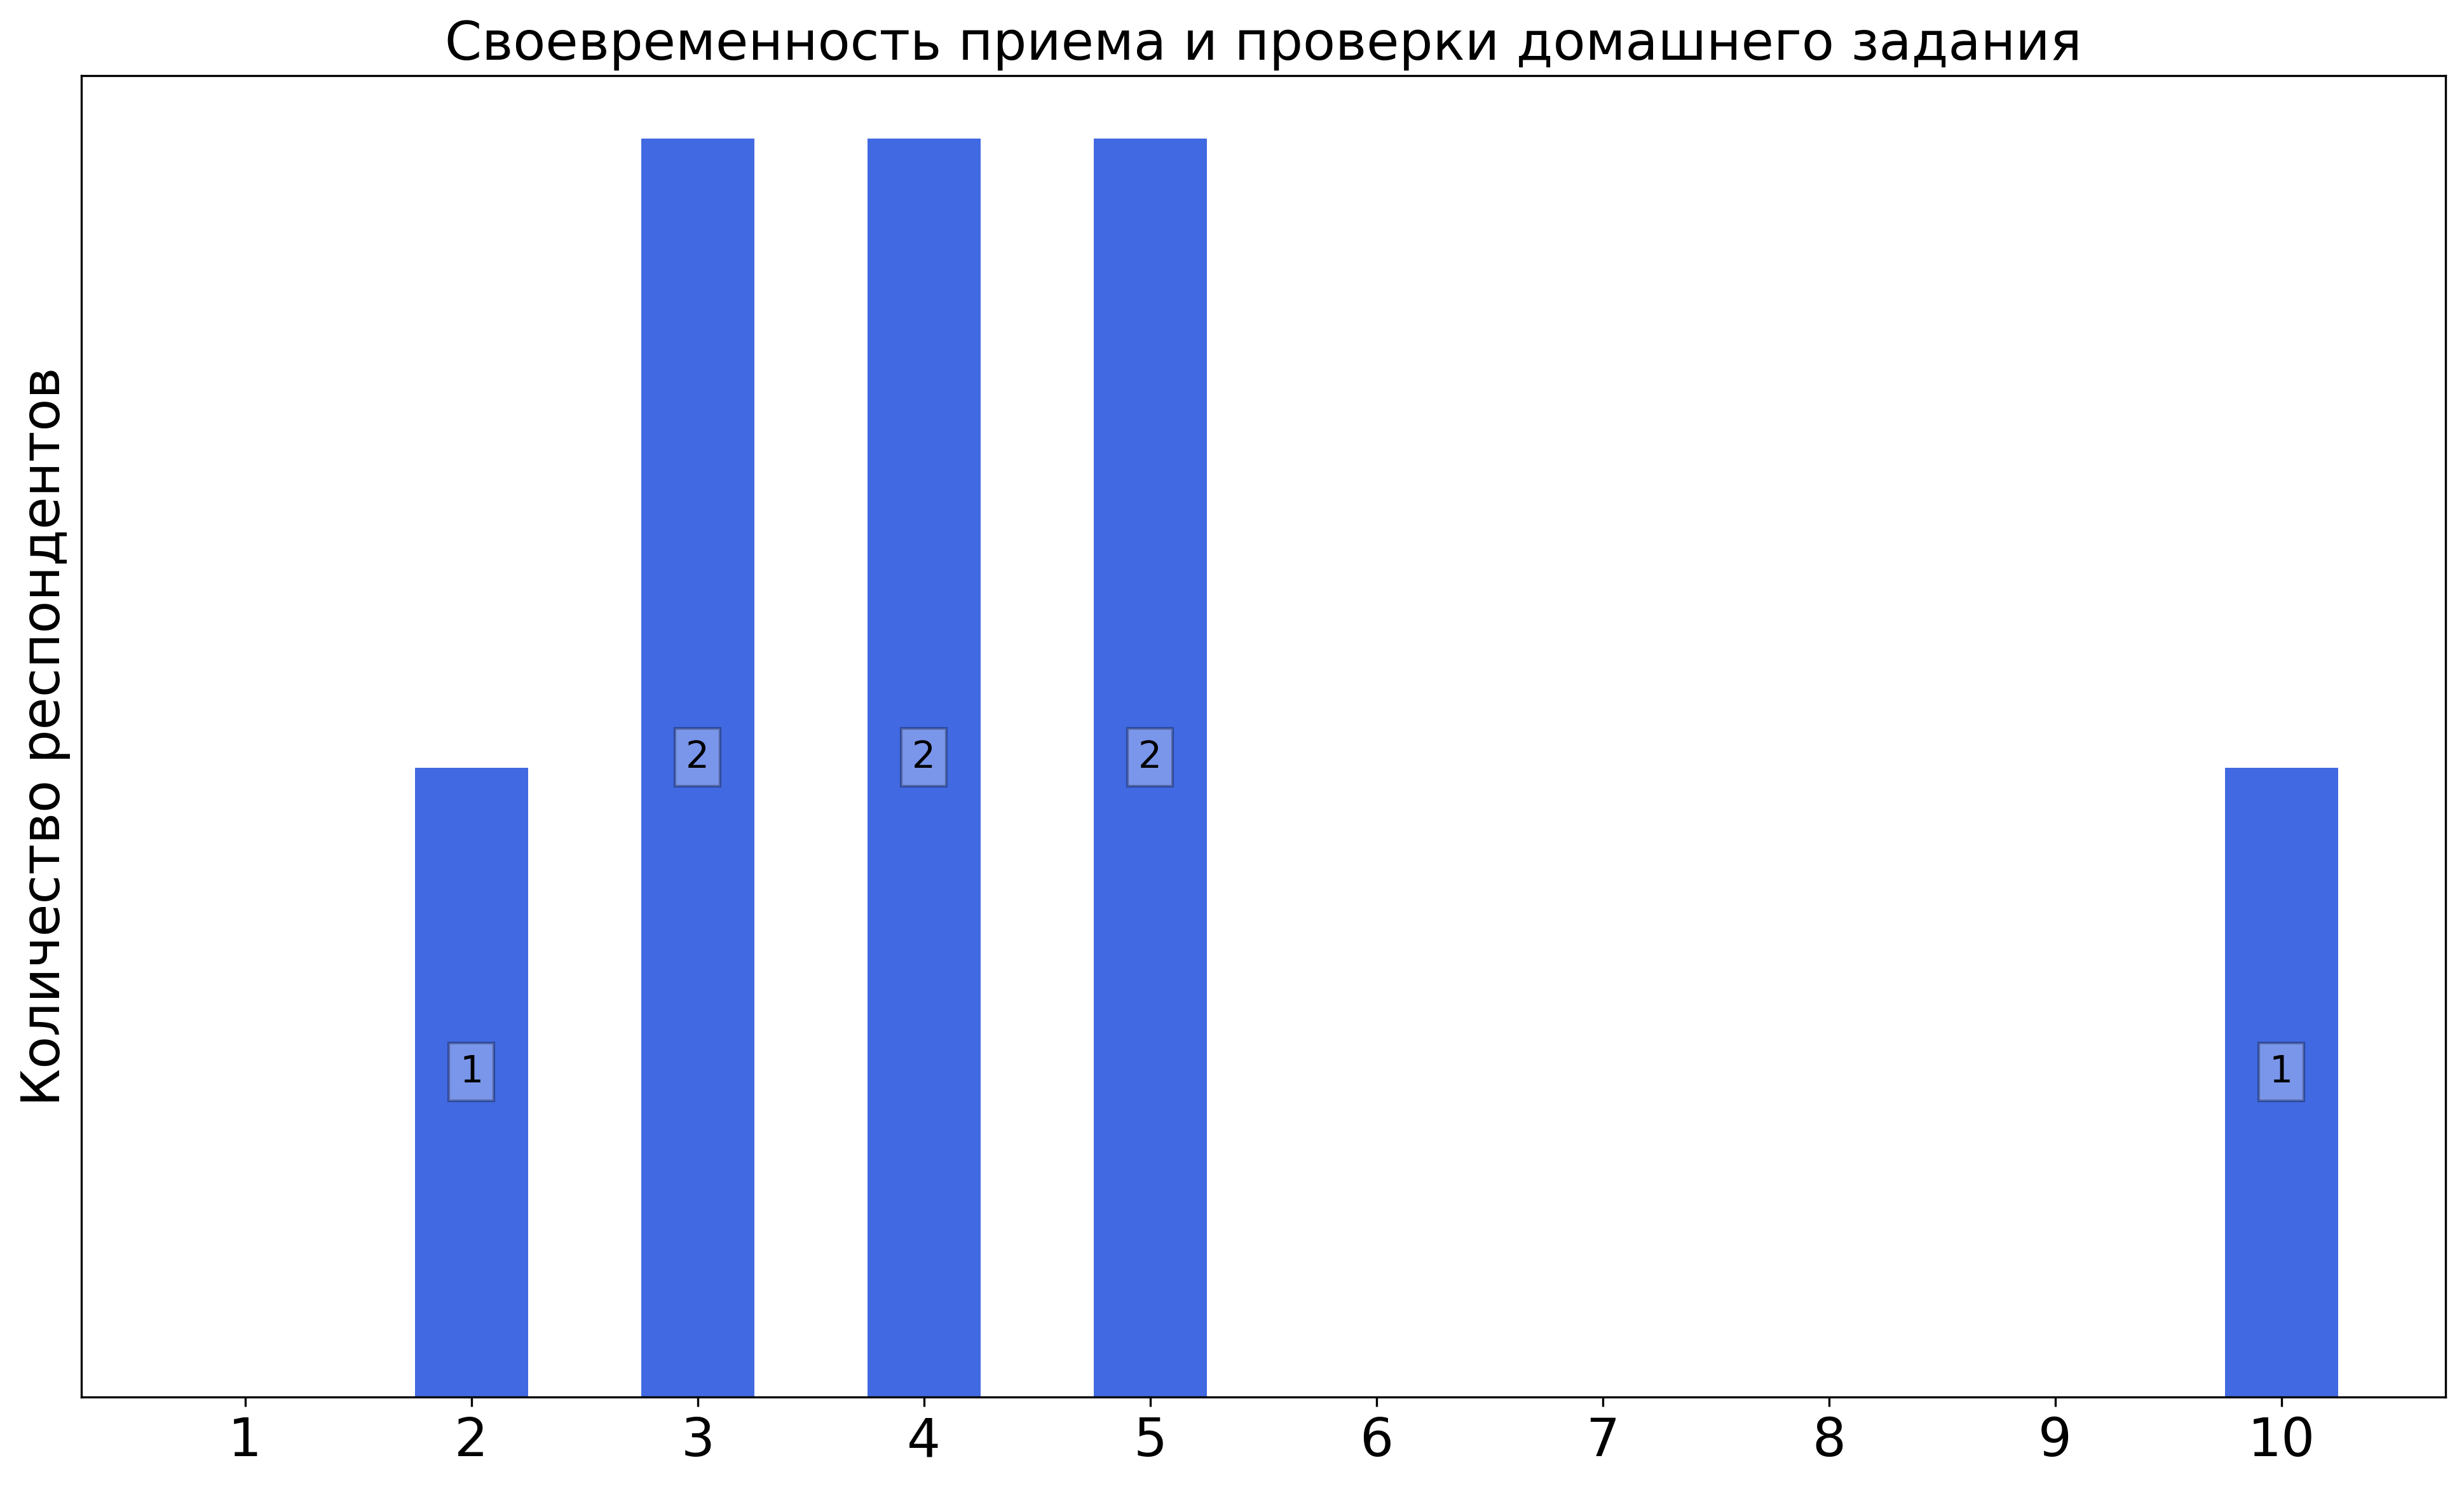 Своевременность приема и проверки домашнего задания
Количество респондентов
2 2 2
1 1
1 2 3 4 5 6 7 8 9 10